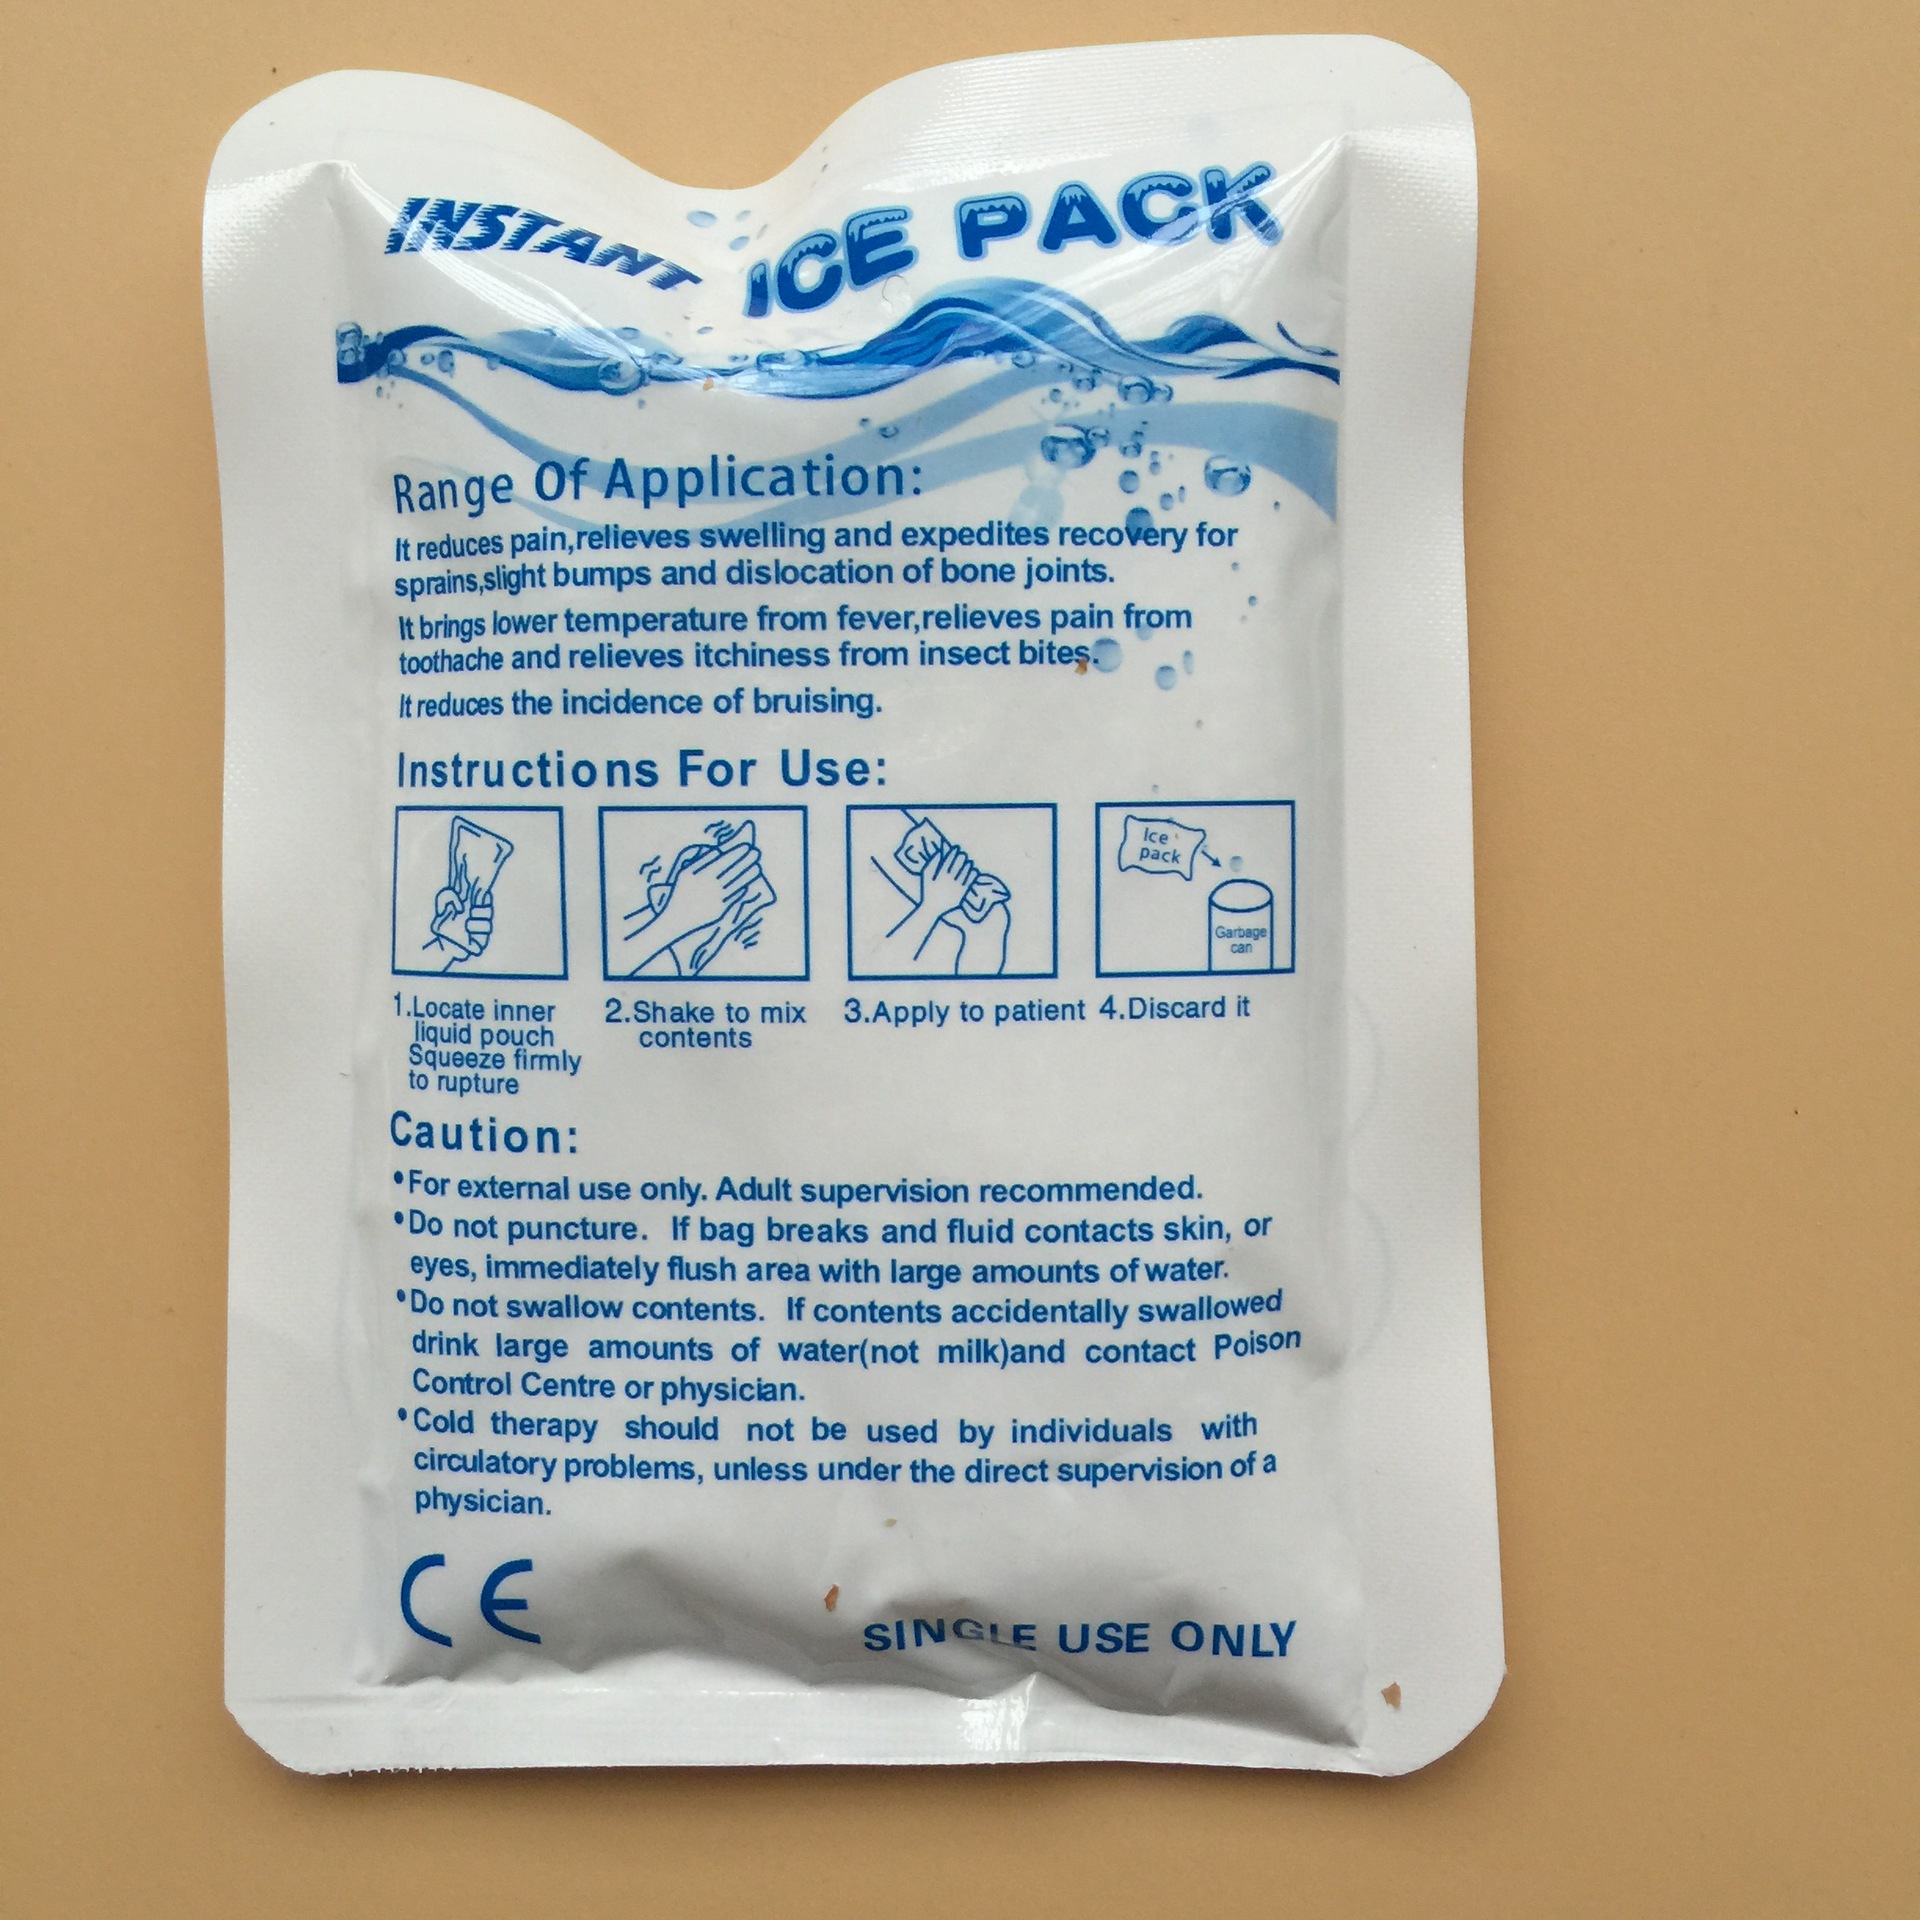 INSTANT ICE PACK
Range Of Application:
It reduces pain,relieves swelling and expedites recovery for
sprains,slight bumps and dislocation of bone joints.
It brings lower temperature from fever,relieves pain from
toothache and relieves itchiness from insect bites.
It reduces the incidence of bruising.
Instructions For Use:
Ice
pack
Garbage
can
1.Locate inner
liquid pouch
Squeeze firmly
to rupture
2.Shake to mix
contents
3.Apply to patient
4.Discard it
Caution:
•For external use only. Adult supervision recommended.
•Do not puncture. If bag breaks and fluid contacts skin, or
eyes, immediately flush area with large amounts of water.
•Do not swallow contents. If contents accidentally swallowed
drink large amounts of water(not milk)and contact Poison
Control Centre or physician.
•Cold therapy should not be used by individuals with
circulatory problems, unless under the direct supervision of a
physician.
CE
SINGLE USE ONLY